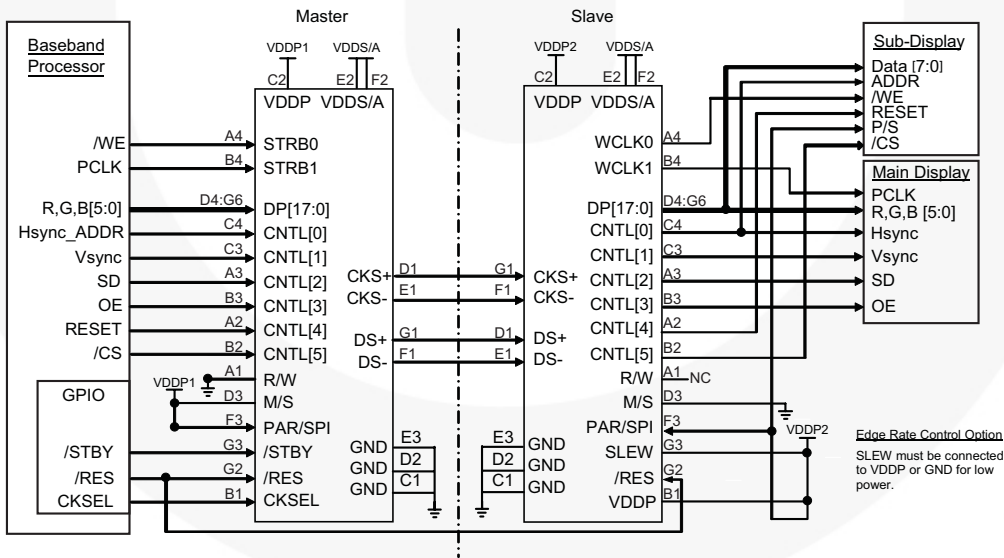 Master
Slave
Baseband
Processor
/WE
PCLK
R,G,B[5:0]
Hsync_ADDR
Vsync
SD
OE
RESET
/CS
GPIO
/STBY
/RES
CKSEL
VDDP1
VDDS/A
C2
E2
F2
VDDP VDDS/A
A4
STRB0
B4
STRB1
D4:G6
DP[17:0]
C4
CNTL[0]
C3
CNTL[1]
A3
CNTL[2]
B3
CNTL[3]
A2
CNTL[4]
B2
CNTL[5]
A1
R/W
VDDP1
D3
M/S
F3
PAR/SPI
G3
/STBY
G2
/RES
B1
CKSEL
CKS+
D1
CKS-
E1
DS+
G1
DS-
F1
GND
E3
GND
D2
GND
C1
VDDP2
VDDS/A
C2
E2
F2
VDDP VDDS/A
G1
CKS+
F1
CKS-
D1
DS+
E1
DS-
E3
GND
D2
GND
C1
GND
WCLK0
A4
WCLK1
B4
DP[17:0]
D4:G6
CNTL[0]
C4
CNTL[1]
C3
CNTL[2]
A3
CNTL[3]
B3
CNTL[4]
A2
CNTL[5]
B2
R/W
A1
NC
M/S
D3
PAR/SPI
F3
VDDP2
SLEW
G3
/RES
G2
VDDP
B1
Sub-Display
Data [7:0]
ADDR
/WE
RESET
P/S
/CS
Main Display
PCLK
R,G,B [5:0]
Hsync
Vsync
SD
OE
Edge Rate Control Option
SLEW must be connected
to VDDP or GND for low
power.